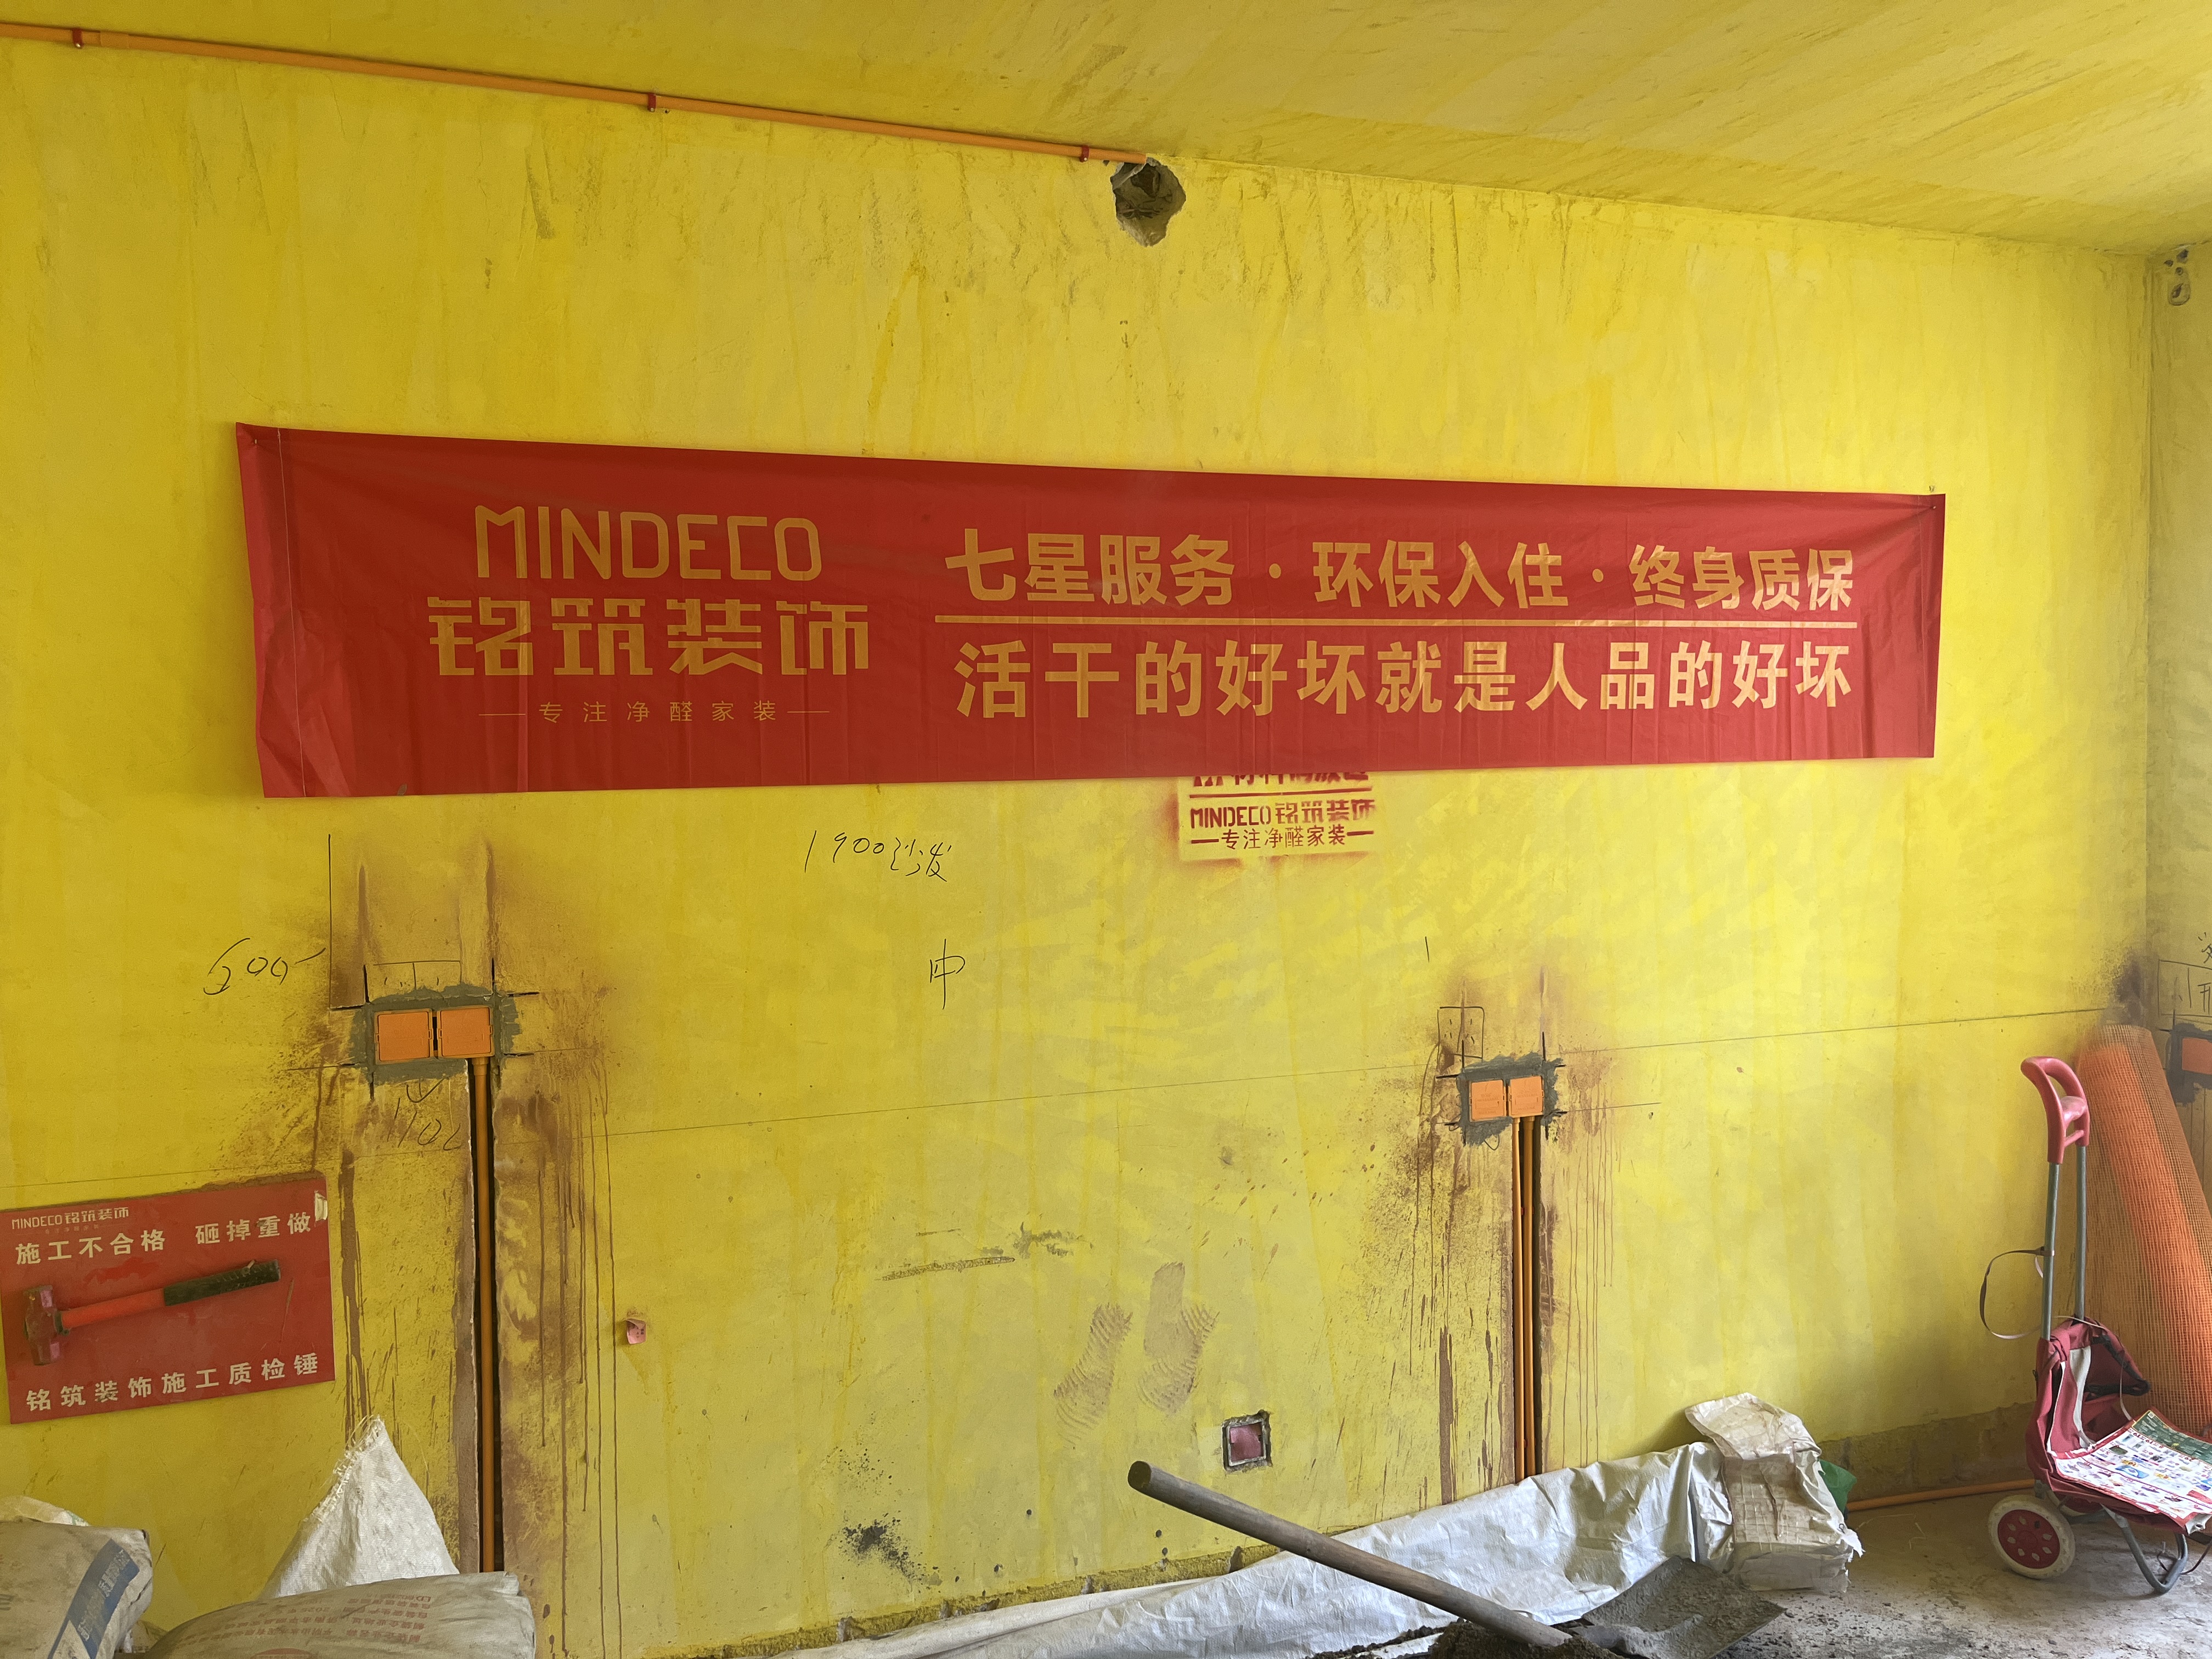 MINDECO
铭筑装饰
专注净醛家装
七星服务·环保入住·终身质保
活干的好坏就是人品的好坏
MINDECO铭筑装饰
专注净醛家装
1900沙发
中
MINDECO铭筑装饰
施工不合格 砸掉重做
铭筑装饰施工质检锤